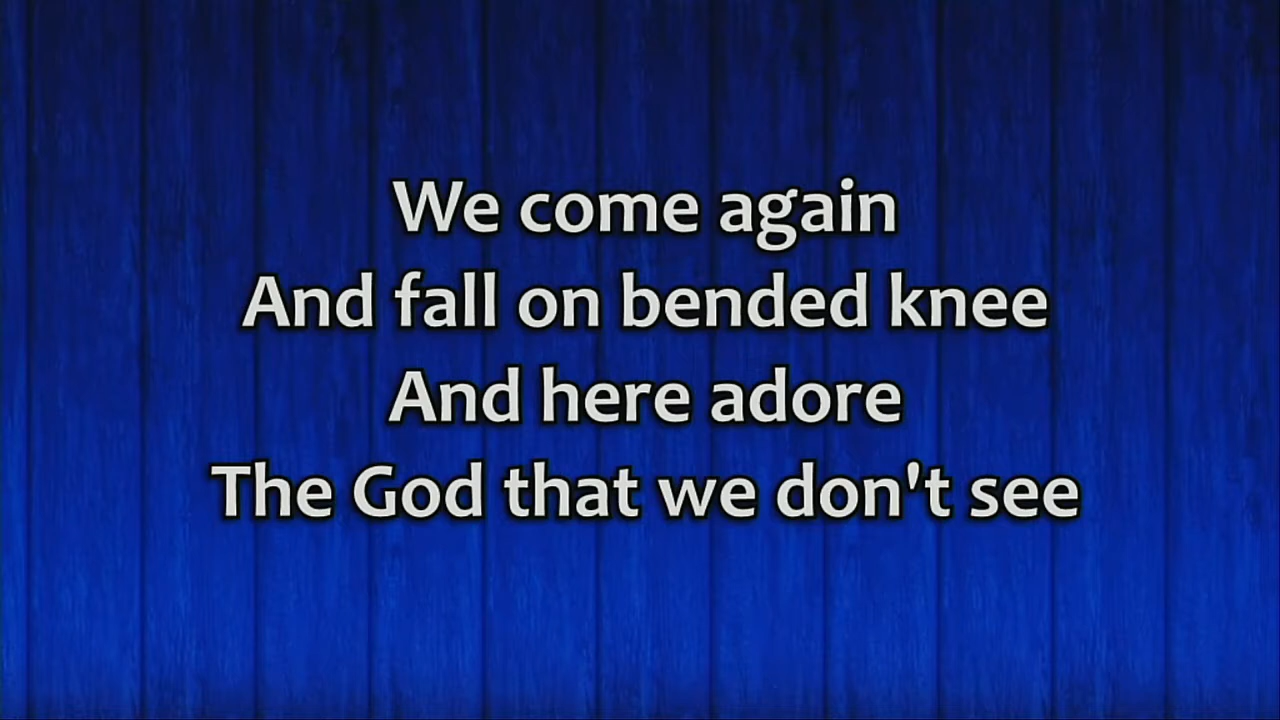 We come again
And fall on bended knee
And here adore
The God that we don't see